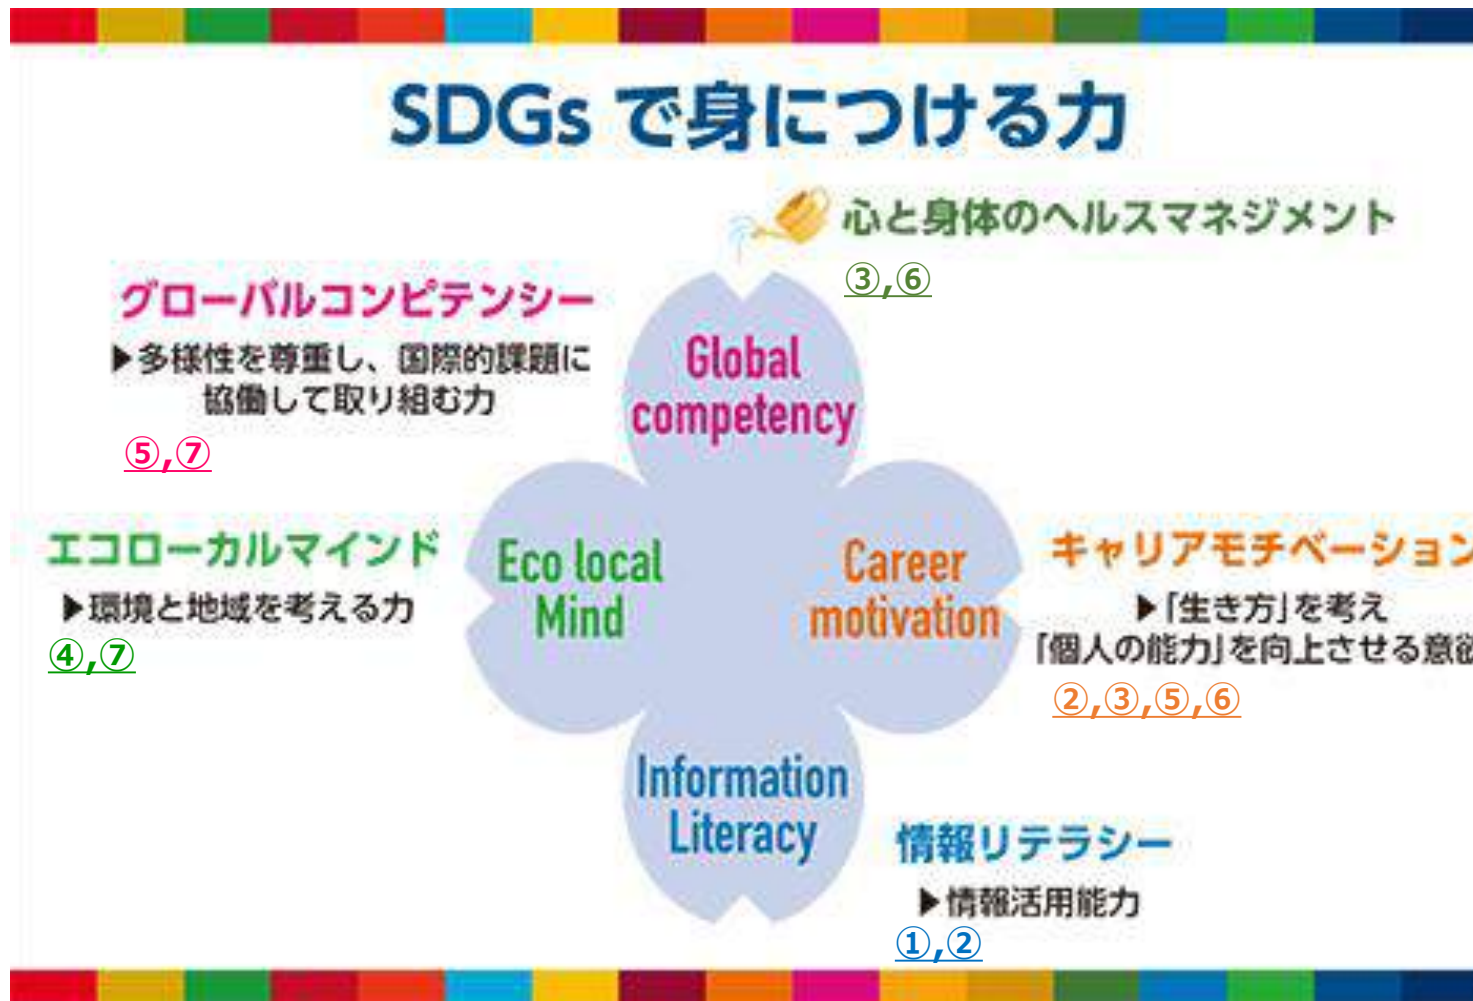 SDGs で身につける力
心と身体のヘルスマネジメント
③,⑥
グローバルコンピテンシー
▶多様性を尊重し、国際的課題に
協働して取り組む力
⑤,⑦
Global
competency
エコローカルマインド
▶環境と地域を考える力
④,⑦
Eco local
Mind
Career
motivation
キャリアモチベーション
▶「生き方」を考え
「個人の能力」を向上させる意欲
②,③,⑤,⑥
Information
Literacy
情報リテラシー
▶情報活用能力
①,②